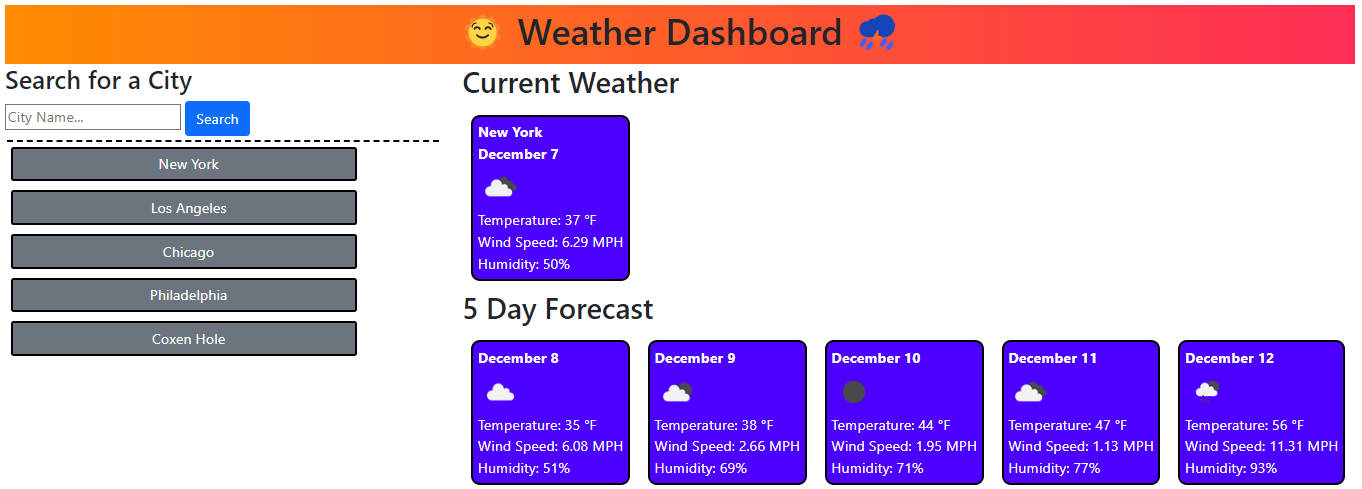 Weather Dashboard
Search for a City
City Name...
Search
New York
Los Angeles
Chicago
Philadelphia
Coxen Hole
Current Weather
New York
December 7
Temperature: 37 °F
Wind Speed: 6.29 MPH
Humidity: 50%
5 Day Forecast
December 8
Temperature: 35 °F
Wind Speed: 6.08 MPH
Humidity: 51%
December 9
Temperature: 38 °F
Wind Speed: 2.66 MPH
Humidity: 69%
December 10
Temperature: 44 °F
Wind Speed: 1.95 MPH
Humidity: 71%
December 11
Temperature: 47 °F
Wind Speed: 1.13 MPH
Humidity: 77%
December 12
Temperature: 56 °F
Wind Speed: 11.31 MPH
Humidity: 93%